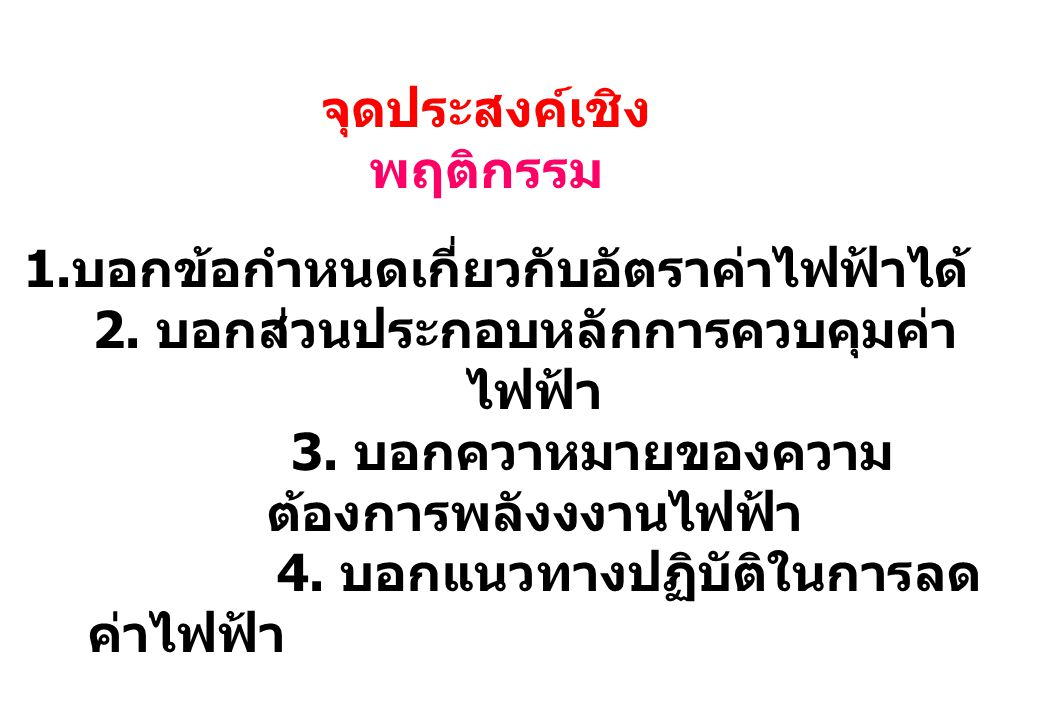 จุดประสงค์เชิง
พฤติกรรม
1.บอกข้อกำหนดเกี่ยวกับอัตราค่าไฟฟ้าได้
2. บอกส่วนประกอบหลักการควบคุมค่า
ไฟฟ้า
3. บอกควาหมายของความ
ต้องการพลังงงานไฟฟ้า
4. บอกแนวทางปฏิบัติในการลด
ค่าไฟฟ้า